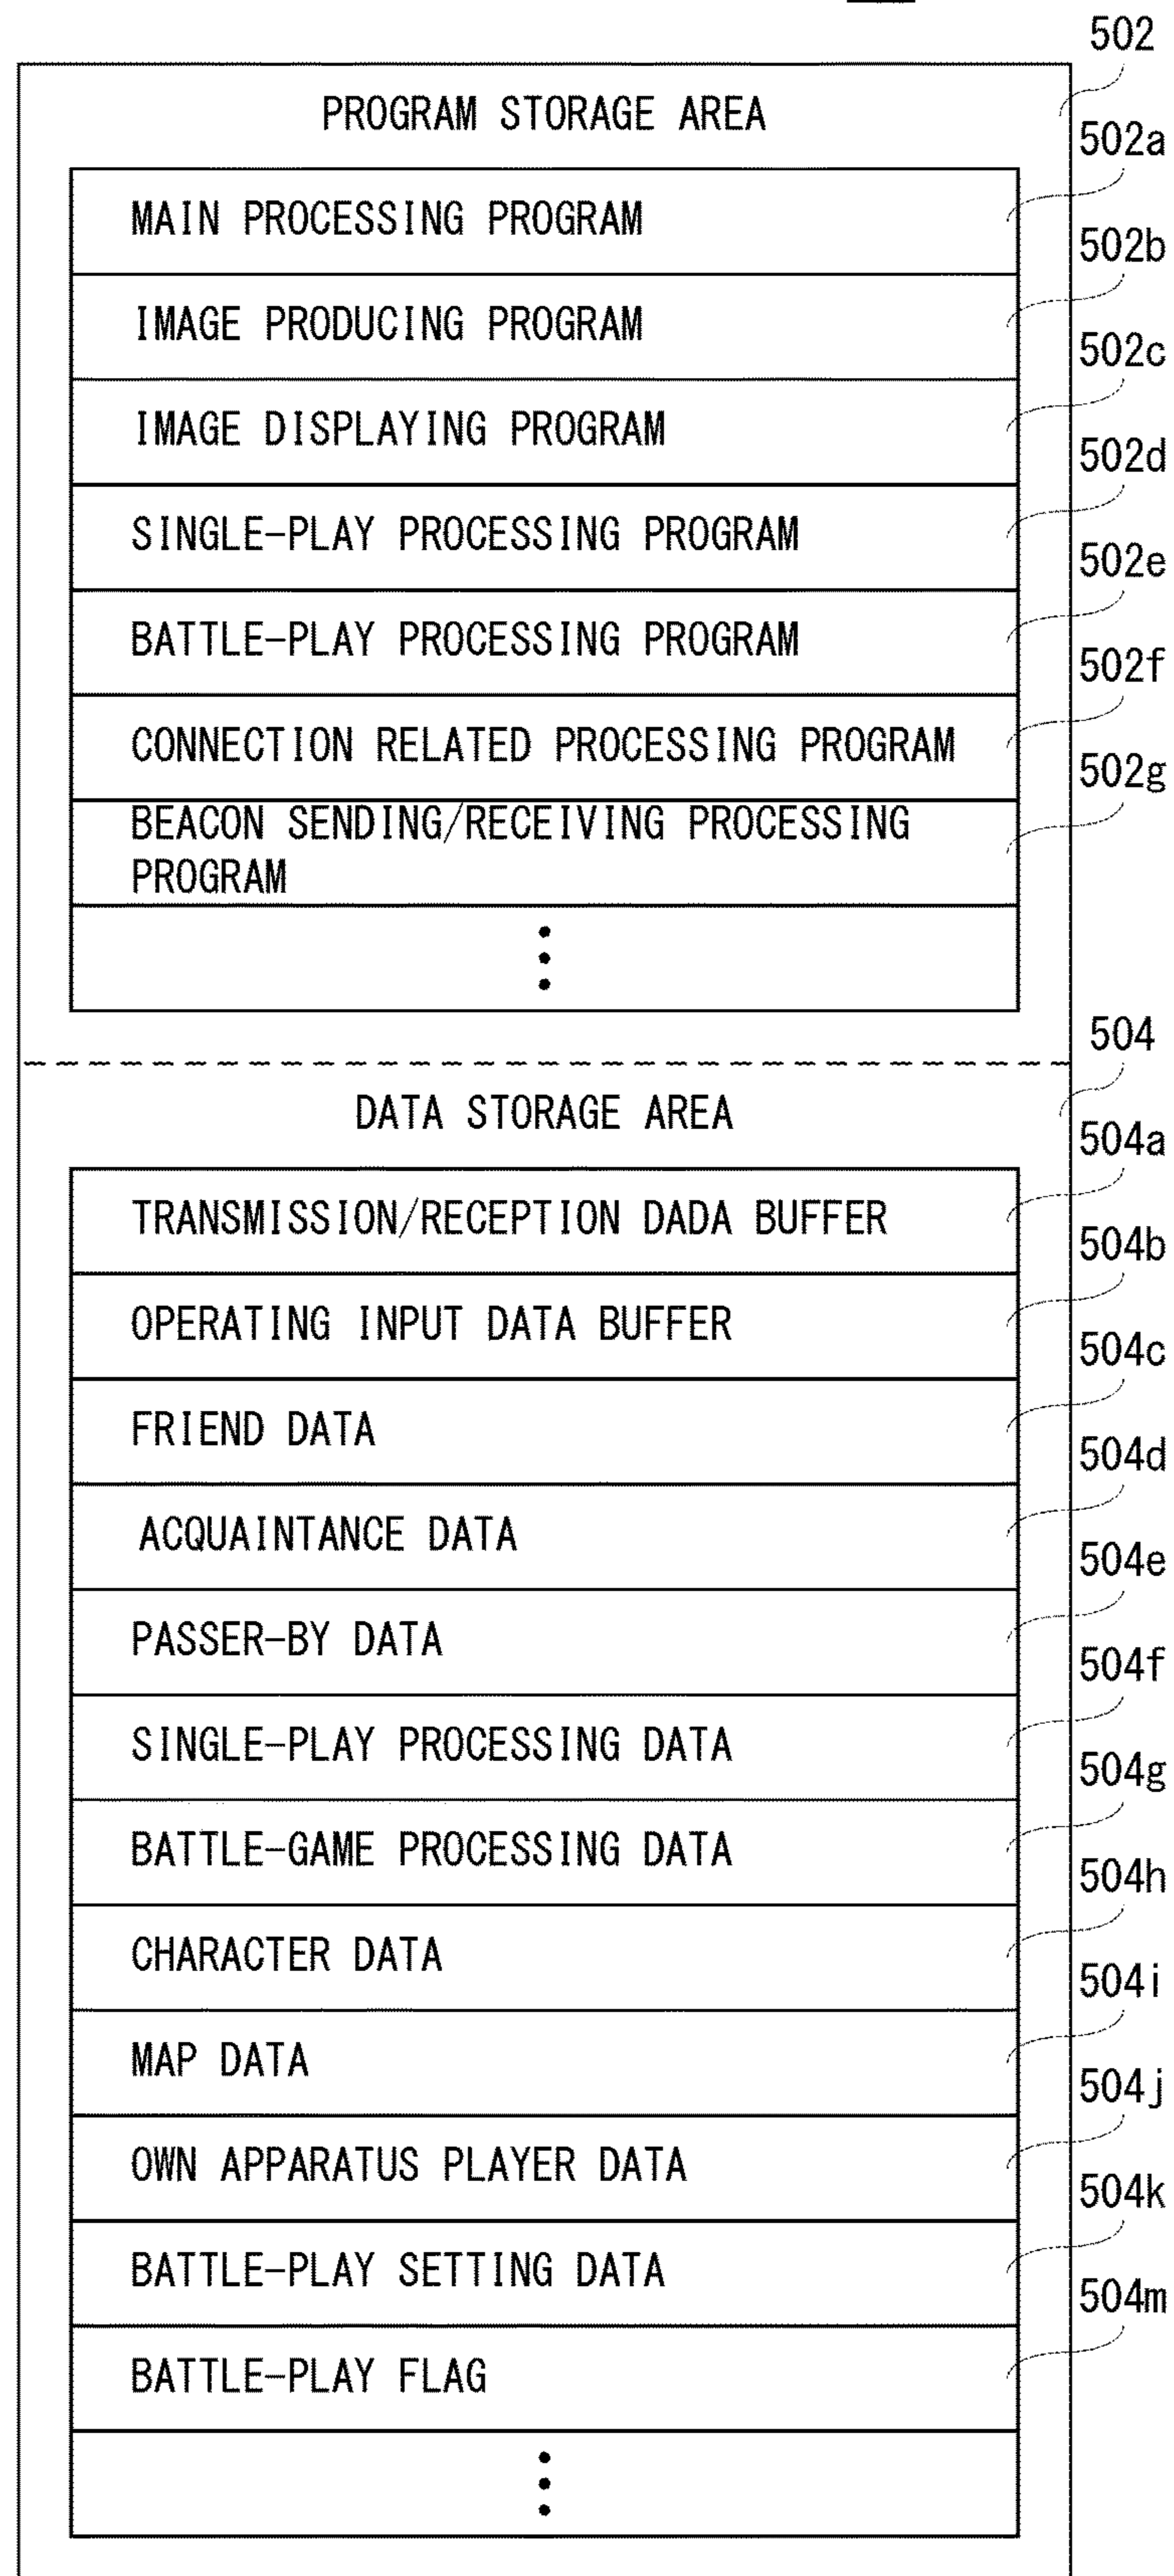 502
PROGRAM STORAGE AREA
502a
MAIN PROCESSING PROGRAM
502b
IMAGE PRODUCING PROGRAM
502c
IMAGE DISPLAYING PROGRAM
502d
SINGLE-PLAY PROCESSING PROGRAM
502e
BATTLE-PLAY PROCESSING PROGRAM
502f
CONNECTION RELATED PROCESSING PROGRAM
502g
BEACON SENDING/RECEIVING PROCESSING
PROGRAM
504
DATA STORAGE AREA
504a
TRANSMISSION/RECEPTION DADA BUFFER
504b
OPERATING INPUT DATA BUFFER
504c
FRIEND DATA
504d
ACQUAINTANCE DATA
504e
PASSER-BY DATA
504f
SINGLE-PLAY PROCESSING DATA
504g
BATTLE-GAME PROCESSING DATA
504h
CHARACTER DATA
504i
MAP DATA
504j
OWN APPARATUS PLAYER DATA
504k
BATTLE-PLAY SETTING DATA
504m
BATTLE-PLAY FLAG